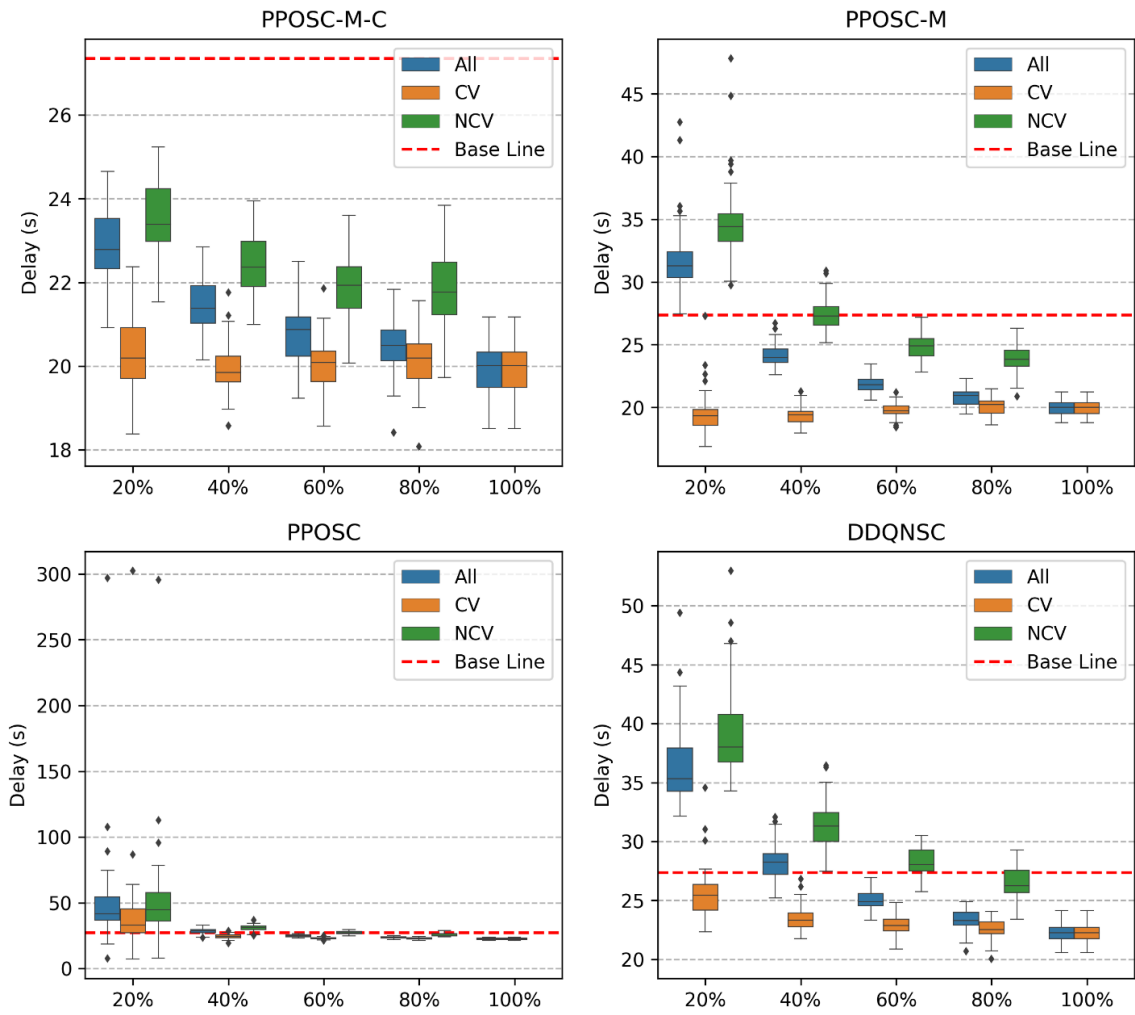 PPOSC-M-C
Delay (s)
26
24
22
20
18
20%
40%
60%
80%
100%
All
CV
NCV
Base Line
PPOSC-M
Delay (s)
45
40
35
30
25
20
20%
40%
60%
80%
100%
All
CV
NCV
Base Line
PPOSC
Delay (s)
300
250
200
150
100
50
0
20%
40%
60%
80%
100%
All
CV
NCV
Base Line
DDQNSC
Delay (s)
50
45
40
35
30
25
20
20%
40%
60%
80%
100%
All
CV
NCV
Base Line